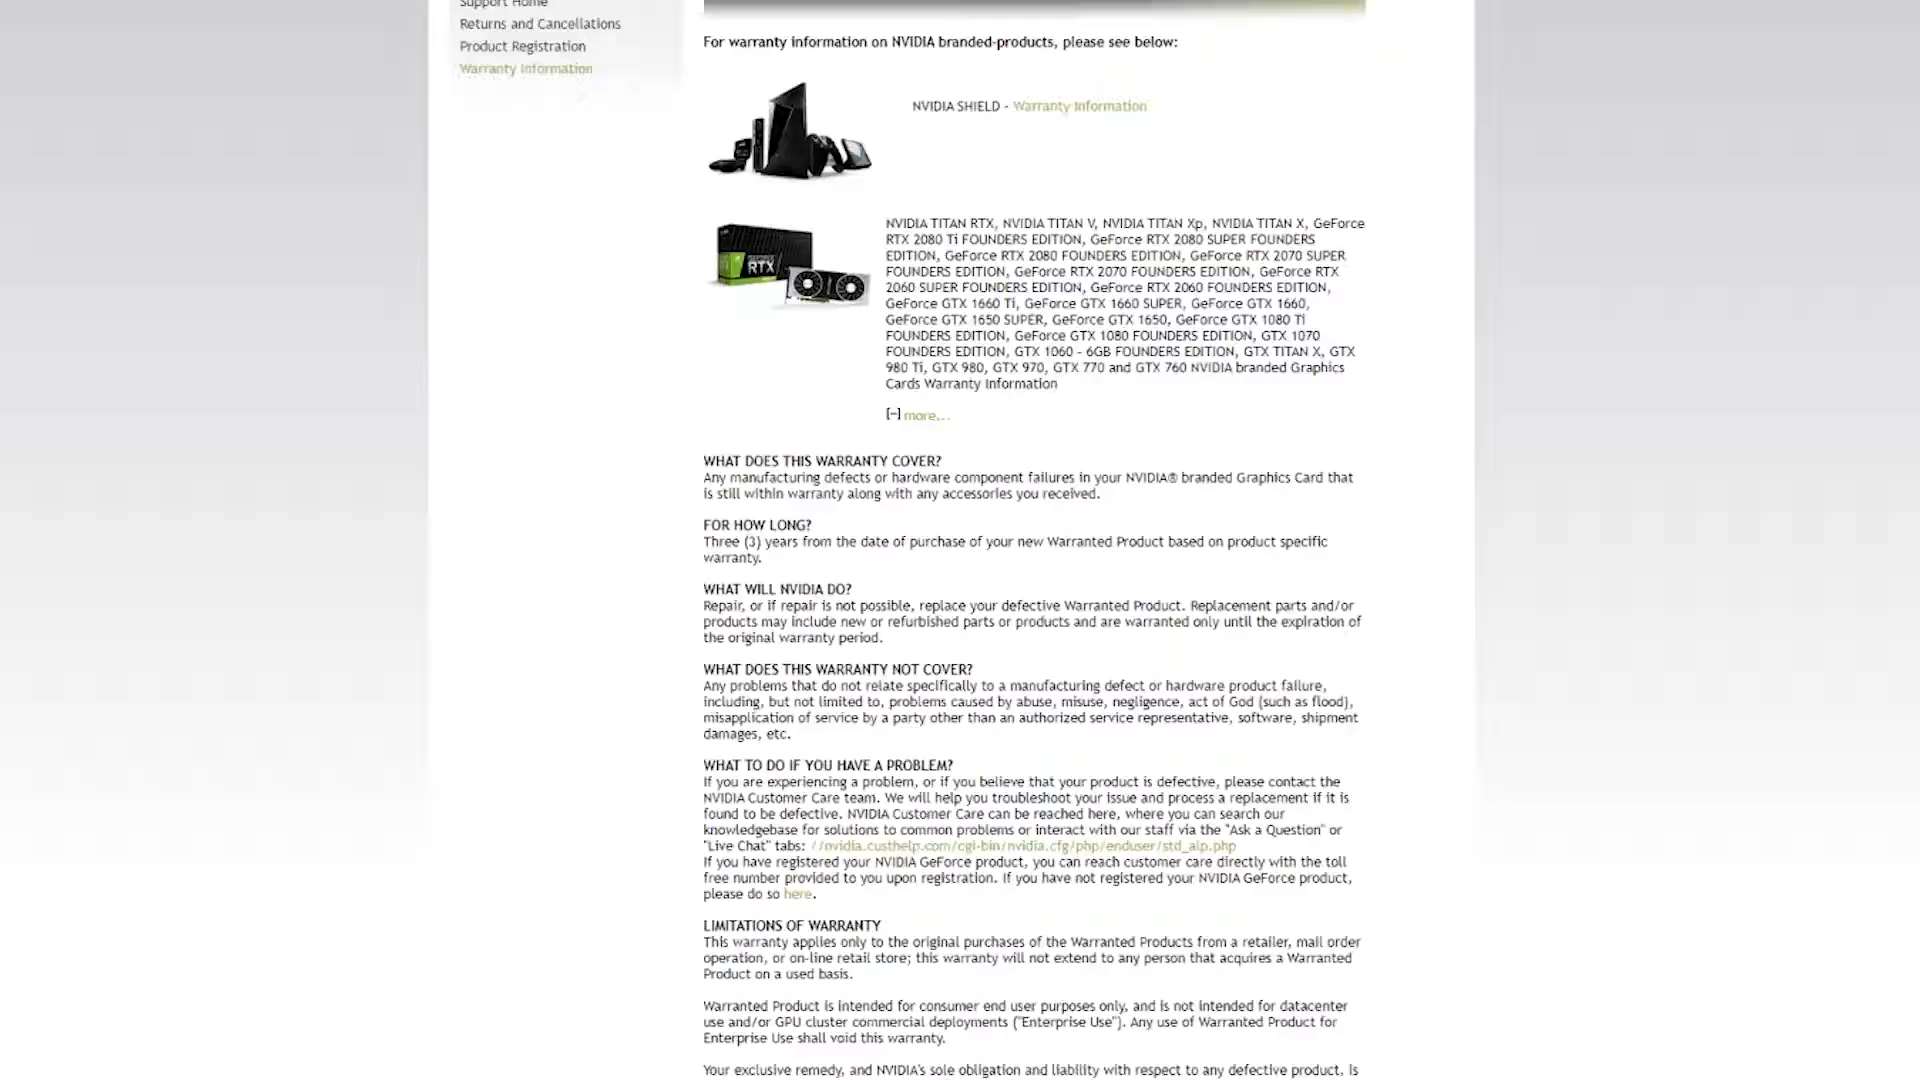 Support Home
Returns and Cancellations
Product Registration
Warranty Information
For warranty information on NVIDIA branded-products, please see below:
NVIDIA SHIELD - Warranty Information
RTX
NVIDIA TITAN RTX, NVIDIA TITAN V, NVIDIA TITAN Xp, NVIDIA TITAN X, GeForce
RTX 2080 Ti FOUNDERS EDITION, GeForce RTX 2080 SUPER FOUNDERS
EDITION, GeForce RTX 2080 FOUNDERS EDITION, GeForce RTX 2070 SUPER
FOUNDERS EDITION, GeForce RTX 2070 FOUNDERS EDITION, GeForce RTX
2060 SUPER FOUNDERS EDITION, GeForce RTX 2060 FOUNDERS EDITION,
GeForce GTX 1660 Ti, GeForce GTX 1660 SUPER, GeForce GTX 1660,
GeForce GTX 1650 SUPER, GeForce GTX 1650, GeForce GTX 1080 Ti
FOUNDERS EDITION, GeForce GTX 1080 FOUNDERS EDITION, GTX 1070
FOUNDERS EDITION, GTX 1060 - 6GB FOUNDERS EDITION, GTX TITAN X, GTX
980 Ti, GTX 980, GTX 970, GTX 770 and GTX 760 NVIDIA branded Graphics
Cards Warranty Information
[-] more...
WHAT DOES THIS WARRANTY COVER?
Any manufacturing defects or hardware component failures in your NVIDIA® branded Graphics Card that
is still within warranty along with any accessories you received.
FOR HOW LONG?
Three (3) years from the date of purchase of your new Warranted Product based on product specific
warranty.
WHAT WILL NVIDIA DO?
Repair, or if repair is not possible, replace your defective Warranted Product. Replacement parts and/or
products may include new or refurbished parts or products and are warranted only until the expiration of
the original warranty period.
WHAT DOES THIS WARRANTY NOT COVER?
Any problems that do not relate specifically to a manufacturing defect or hardware product failure,
including, but not limited to, problems caused by abuse, misuse, negligence, act of God (such as flood),
misapplication of service by a party other than an authorized service representative, software, shipment
damages, etc.
WHAT TO DO IF YOU HAVE A PROBLEM?
If you are experiencing a problem, or if you believe that your product is defective, please contact the
NVIDIA Customer Care team. We will help you troubleshoot your issue and process a replacement if it is
found to be defective. NVIDIA Customer Care can be reached here, where you can search our
knowledgebase for solutions to common problems or interact with our staff via the "Ask a Question" or
"Live Chat" tabs: //nvidia.custhelp.com/cgi-bin/nvidia.cfg/php/enduser/std_alp.php
If you have registered your NVIDIA GeForce product, you can reach customer care directly with the toll
free number provided to you upon registration. If you have not registered your NVIDIA GeForce product,
please do so here.
LIMITATIONS OF WARRANTY
This warranty applies only to the original purchases of the Warranted Products from a retailer, mail order
operation, or on-line retail store; this warranty will not extend to any person that acquires a Warranted
Product on a used basis.
Warranted Product is intended for consumer end user purposes only, and is not intended for datacenter
use and/or GPU cluster commercial deployments ("Enterprise Use"). Any use of Warranted Product for
Enterprise Use shall void this warranty.
Your exclusive remedy, and NVIDIA's sole obligation and liability with respect to any defective product, is